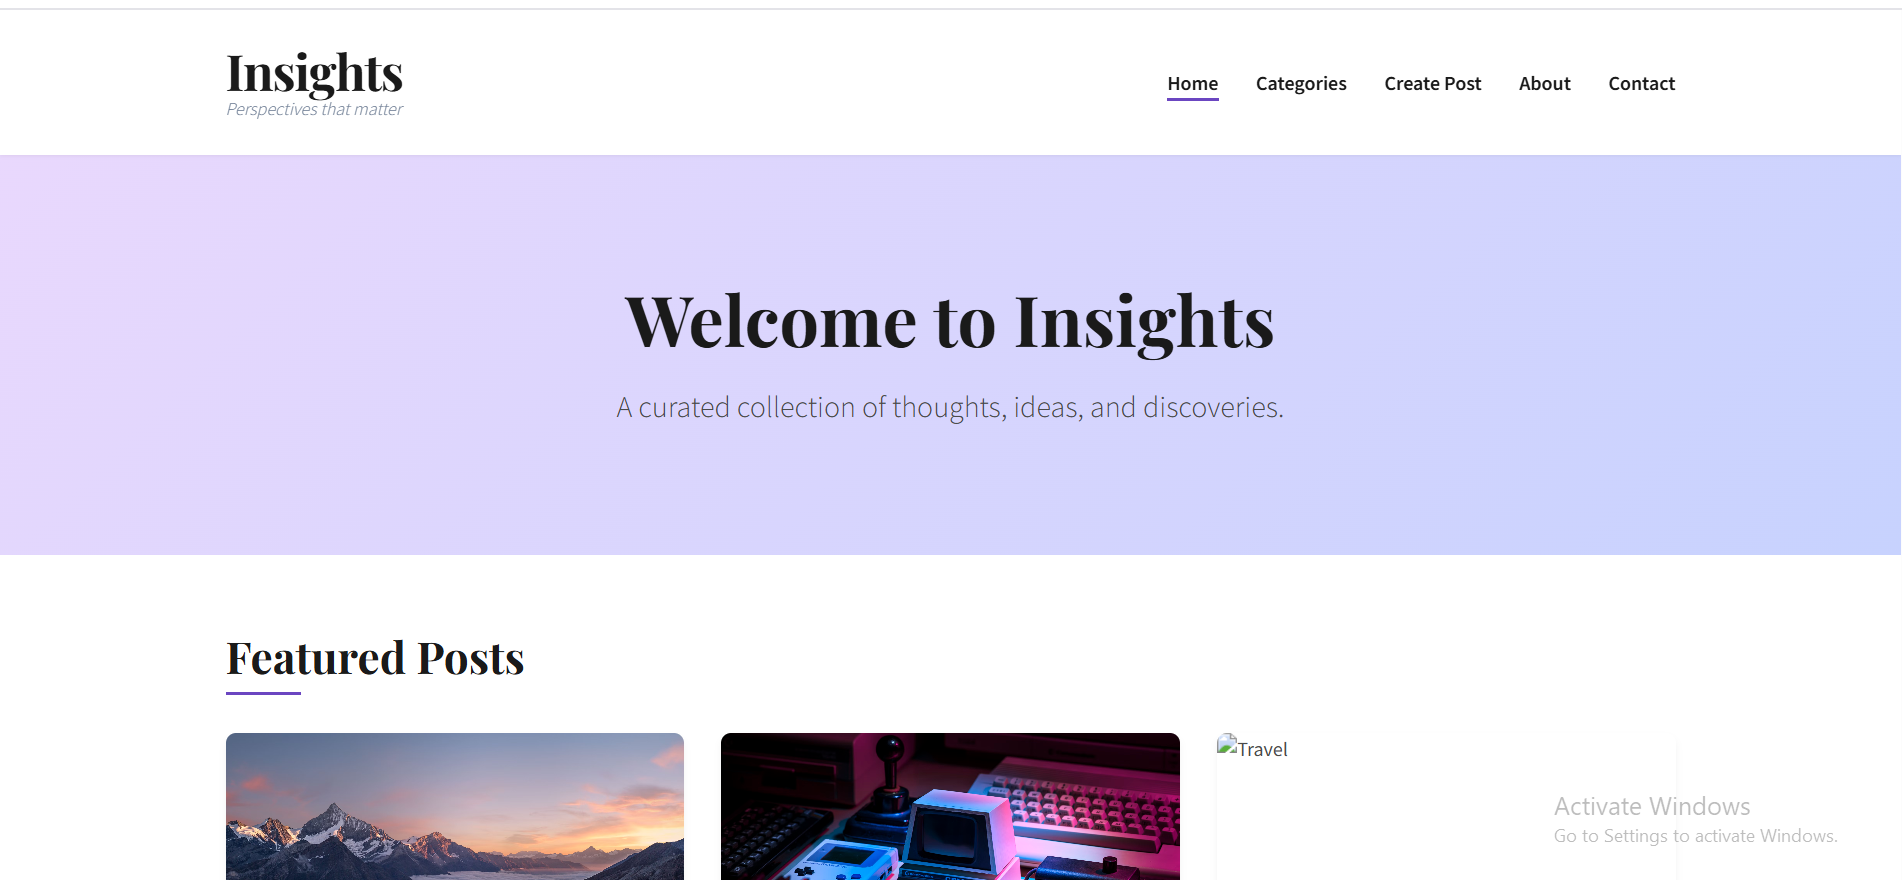 Insights
Perspectives that matter
Home Categories Create Post About Contact
Welcome to Insights
A curated collection of thoughts, ideas, and discoveries.
Featured Posts
Travel
Activate Windows
Go to Settings to activate Windows.